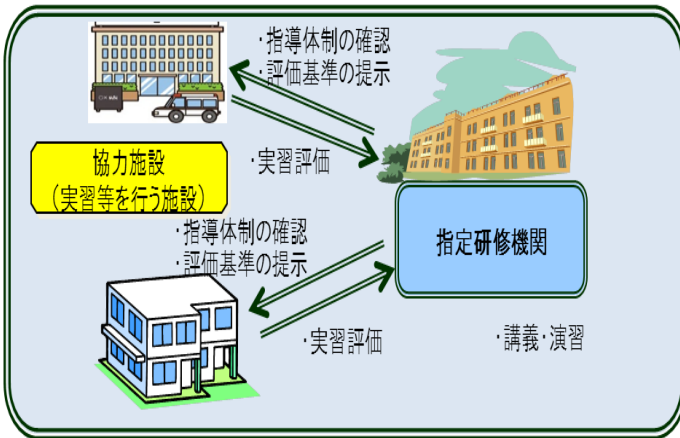 ・指導体制の確認
・評価基準の提示
・実習評価
協力施設
（実習等を行う施設）
・指導体制の確認
・評価基準の提示
指定研修機関
・実習評価
・講義・演習